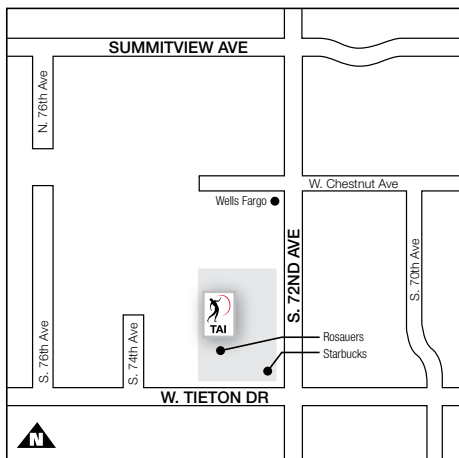 SUMMITVIEW AVE
N. 76th Ave
W. Chestnut Ave
Wells Fargo
S. 72ND AVE
S. 70th Ave
TAI
Rosauers
Starbucks
S. 76th Ave
S. 74th Ave
W. TIETON DR
N